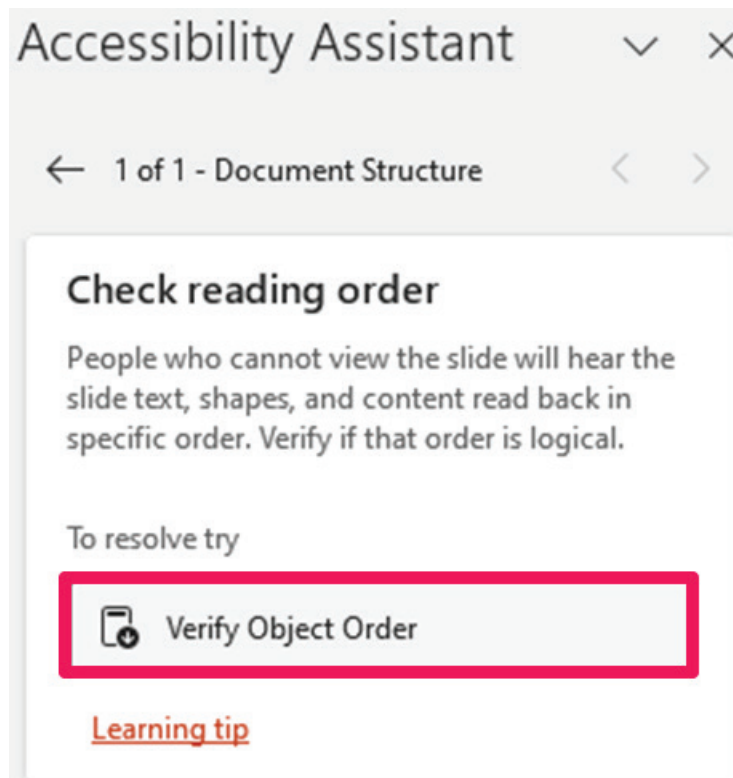 Accessibility Assistant
1 of 1 - Document Structure
Check reading order
People who cannot view the slide will hear the
slide text, shapes, and content read back in
specific order. Verify if that order is logical.
To resolve try
Verify Object Order
Learning tip